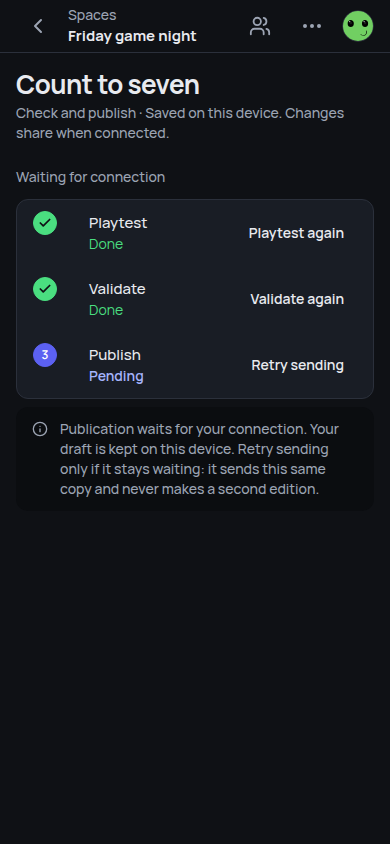 Spaces
Friday game night
Count to seven
Check and publish · Saved on this device. Changes
share when connected.
Waiting for connection
Playtest
Done
Playtest again
Validate
Done
Validate again
3
Publish
Pending
Retry sending
Publication waits for your connection. Your
draft is kept on this device. Retry sending
only if it stays waiting: it sends this same
copy and never makes a second edition.